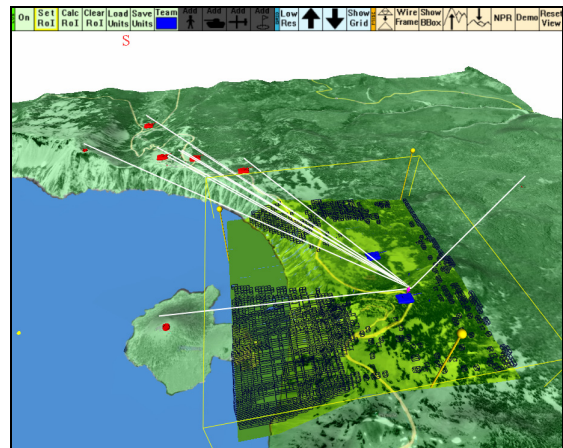 On Set RoI Calc RoI Clear RoI Load Units Save Units Team Add Add Add Add Low Res Show Grid Wire Frame Show BBox NPR Demo Reset View
S